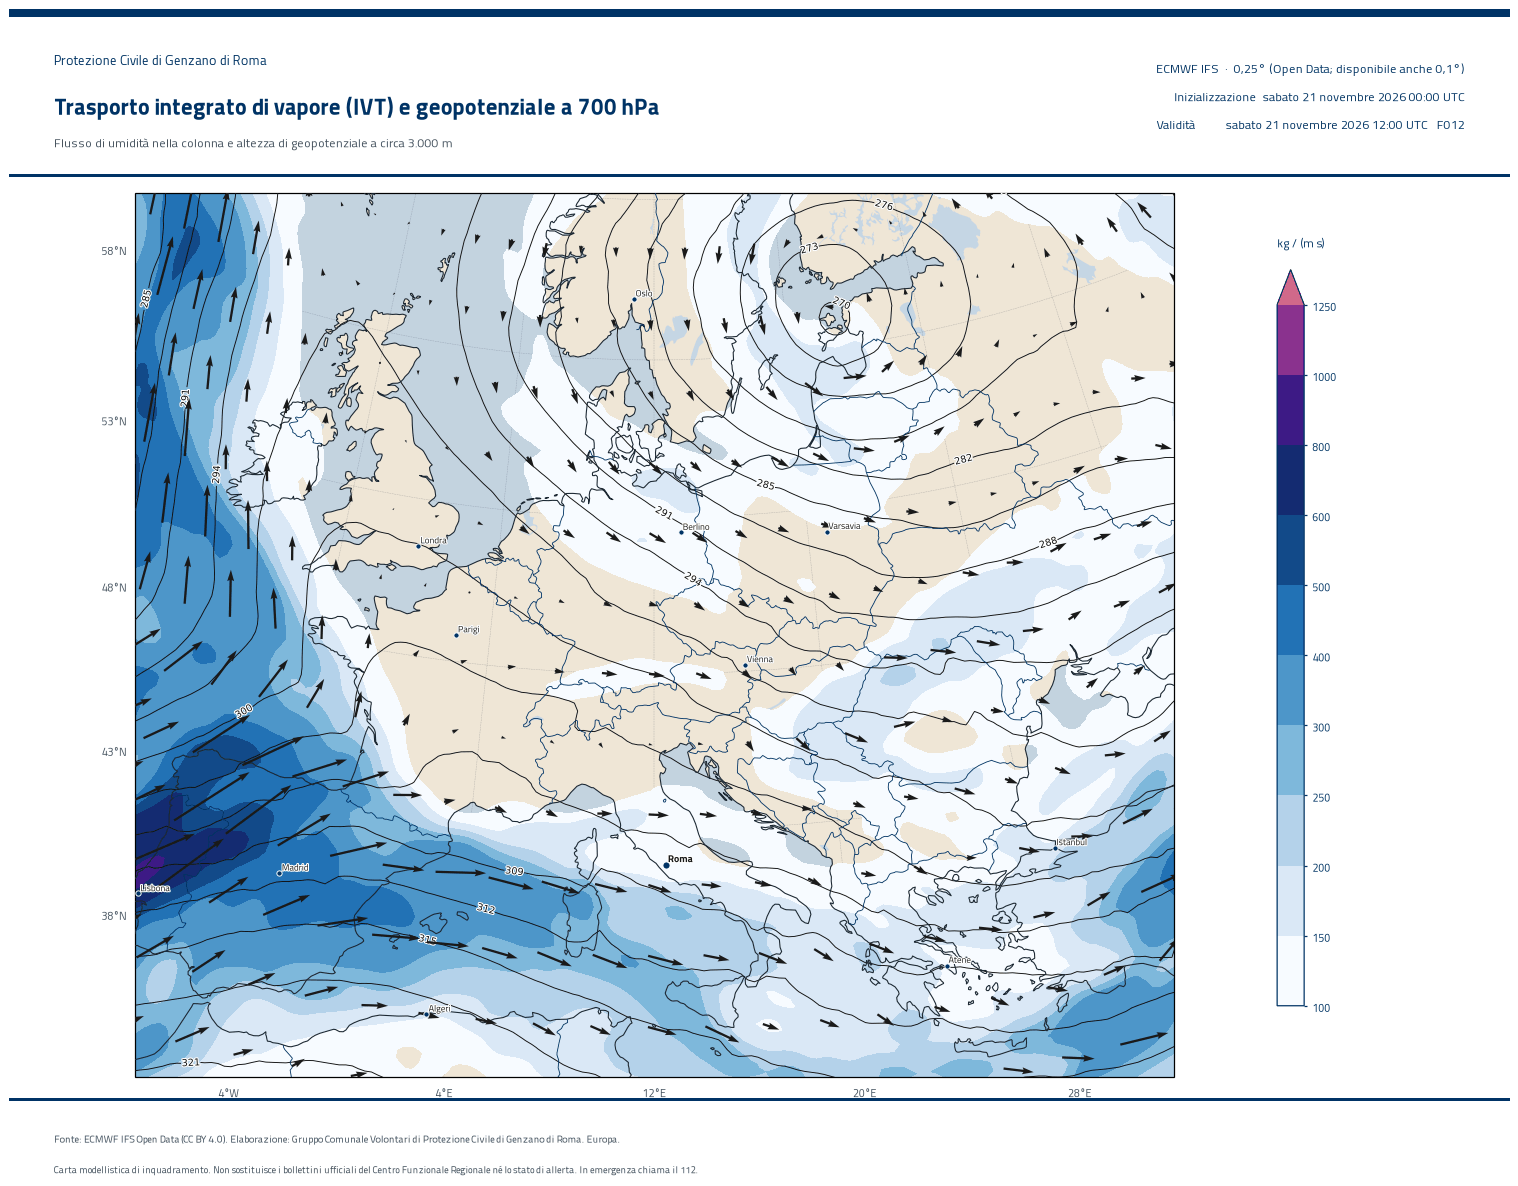 Protezione Civile di Genzano di Roma
Trasporto integrato di vapore (IVT) e geopotenziale a 700 hPa
Flusso di umidità nella colonna e altezza di geopotenziale a circa 3.000 m
ECMWF IFS · 0,25° (Open Data; disponibile anche 0,1°)
Inizializzazione sabato 21 novembre 2026 00:00 UTC
Validità sabato 21 novembre 2026 12:00 UTC F012
kg / (m s)
1250
1000
800
600
500
400
300
250
200
150
100
58°N
53°N
48°N
43°N
38°N
4°W
4°E
12°E
20°E
28°E
276
273
270
285
291
294
282
285
291
288
294
300
309
312
315
321
Oslo
Berlino
Varsavia
Londra
Parigi
Vienna
Roma
Madrid
Lisbona
Istanbul
Atene
Algeri
Fonte: ECMWF IFS Open Data (CC BY 4.0). Elaborazione: Gruppo Comunale Volontari di Protezione Civile di Genzano di Roma. Europa.
Carta modellistica di inquadramento. Non sostituisce i bollettini ufficiali del Centro Funzionale Regionale né lo stato di allerta. In emergenza chiama il 112.